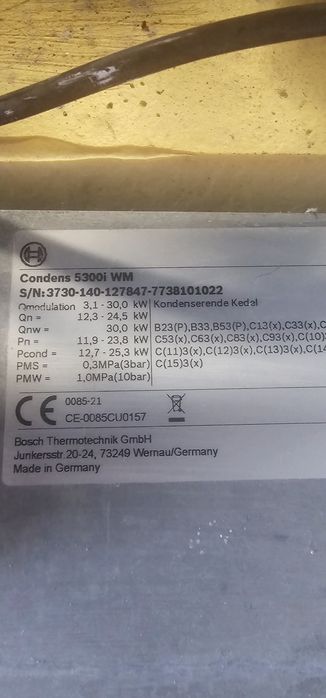 Condens 5300i WM
S/N: 3730-140-127847-7738101022
Qmodulation 3,1 - 30,0 kW Kondenserende Kedel
Qn = 12,3 - 24,5 kW
Qnw = 30,0 kW B23(P),B33,B53(P),C13(x),C33(x),C
Pn = 11,9 - 23,8 kW C53(x),C63(x),C83(x),C93(x),C(10)3
Pcond = 12,7 - 25,3 kW C(11)3(x),C(12)3(x),C(13)3(x),C(14
PMS = 0,3MPa(3bar) C(15)3(x)
PMW = 1,0MPa(10bar)
CE 0085-21
CE-0085CU0157
Bosch Thermotechnik GmbH
Junkersstr.20-24, 73249 Wernau/Germany
Made in Germany